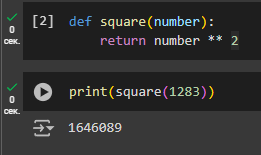 [2] def square(number):
0 return number ** 2
сек.
print(square(1283))
0
сек.
1646089